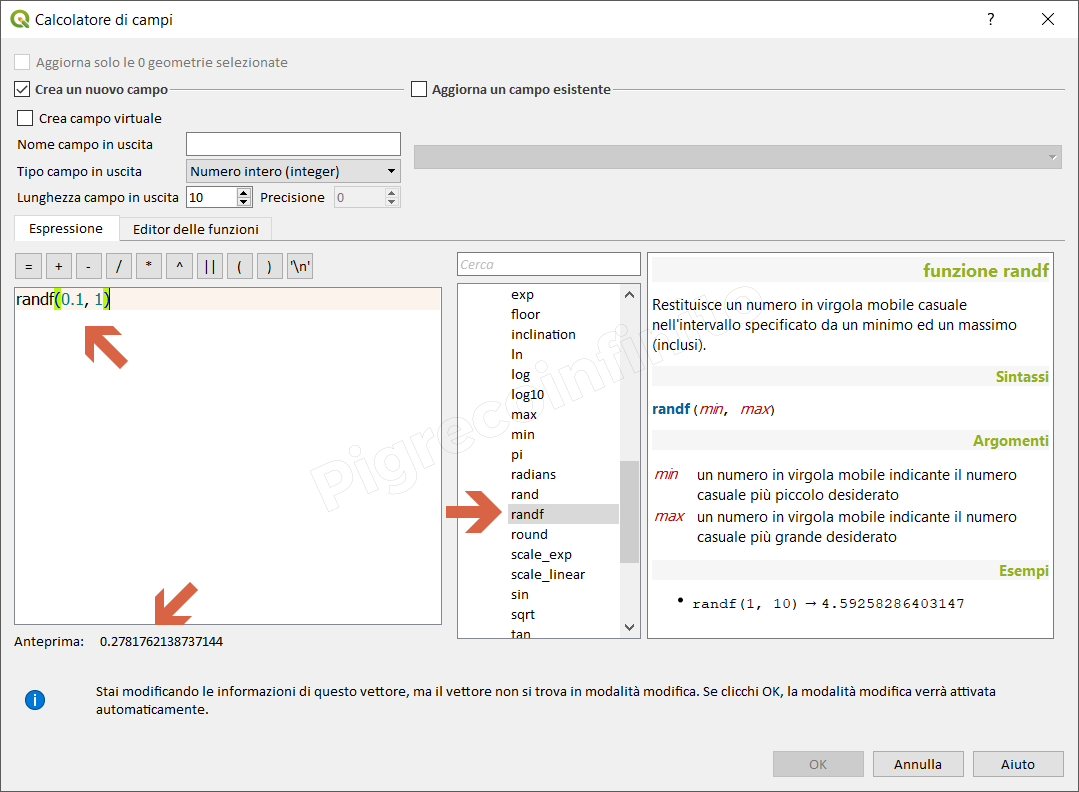 Calcolatore di campi
?
Aggiorna solo le 0 geometrie selezionate
Crea un nuovo campo
Aggiorna un campo esistente
Crea campo virtuale
Nome campo in uscita
Tipo campo in uscita
Numero intero (integer)
Lunghezza campo in uscita
10
Precisione
0
Espressione
Editor delle funzioni
= + - / * ^ || ( ) '\n'
randf(0.1, 1)
Anteprima: 0.2781762138737144
Cerca
exp
floor
inclination
ln
log
log10
max
min
pi
radians
rand
randf
round
scale_exp
scale_linear
sin
sqrt
tan
funzione randf
Restituisce un numero in virgola mobile casuale
nell'intervallo specificato da un minimo ed un massimo
(inclusi).
Sintassi
randf(min, max)
Argomenti
min un numero in virgola mobile indicante il numero
casuale più piccolo desiderato
max un numero in virgola mobile indicante il numero
casuale più grande desiderato
Esempi
• randf(1, 10) → 4.59258286403147
Pigrecoinfinito
Stai modificando le informazioni di questo vettore, ma il vettore non si trova in modalità modifica. Se clicchi OK, la modalità modifica verrà attivata
automaticamente.
OK
Annulla
Aiuto